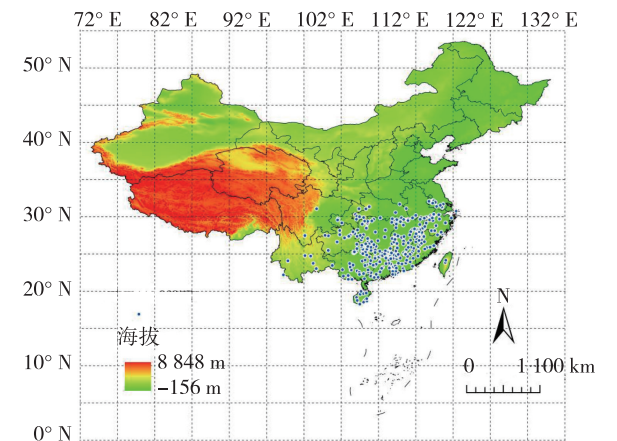 72° E 82° E 92° E 102° E 112° E 122° E 132° E
50° N
40° N
30° N
20° N
N
海拔
8 848 m
−156 m
10° N
0 1 100 km
0° N